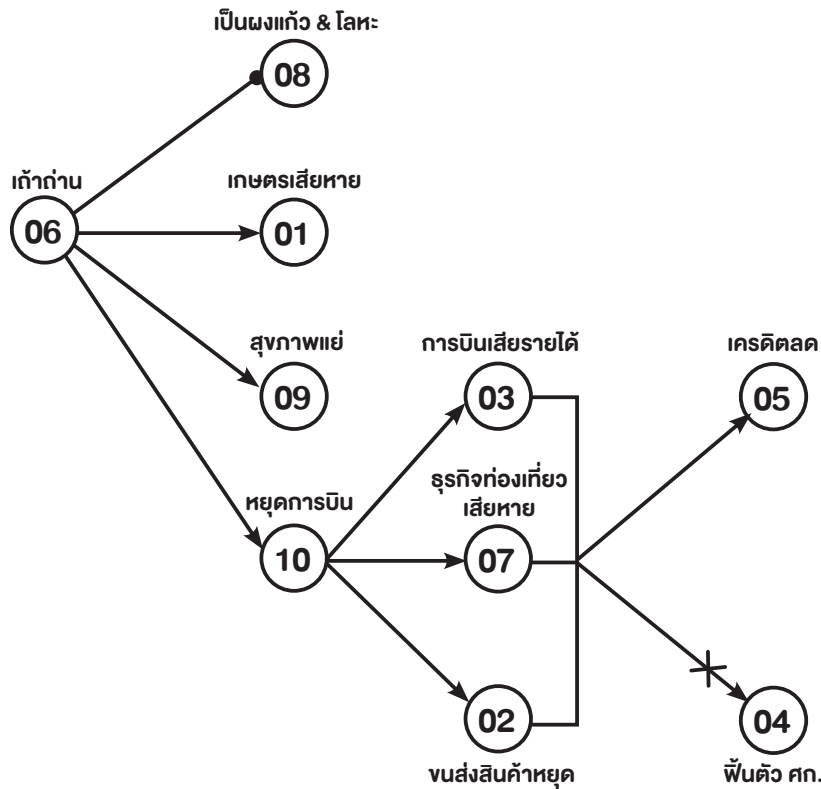 เป็นผงแก้ว & โลหะ
08
เถ้าถ่าน
06
เกษตรเสียหาย
01
สุขภาพแย่
09
การบินเสียรายได้
03
เครดิตลด
05
หยุดการบิน
10
ธุรกิจท่องเที่ยว
เสียหาย
07
02
ขนส่งสินค้าหยุด
04
ฟื้นตัว ศก.